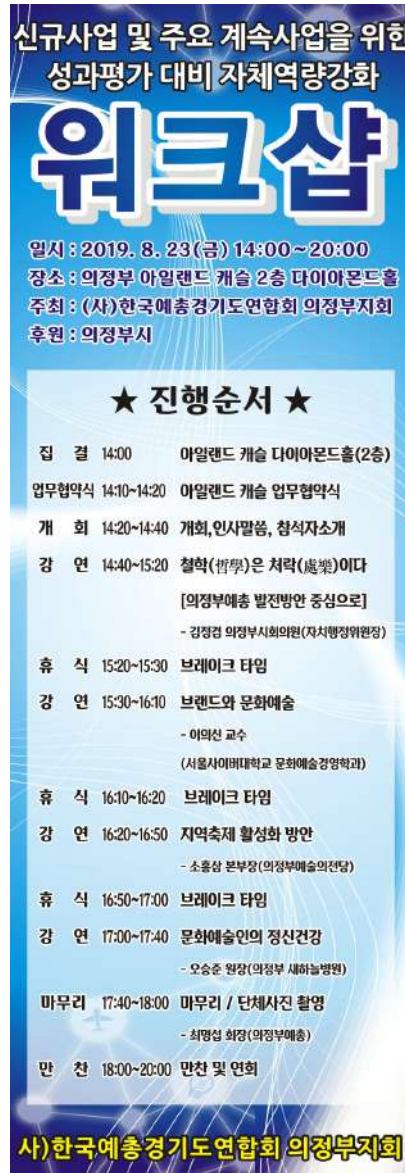 신규사업 및 주요 계속사업을 위한
성과평가 대비 자체역량강화
워크샵
일시 : 2019. 8. 23(금) 14:00~20:00
장소 : 의정부 아일랜드 캐슬 2층 다이아몬드홀
주최 : (사)한국예총경기도연합회 의정부지회
후원 : 의정부시
★ 진행순서 ★
집 결 14:00 아일랜드 캐슬 다이아몬드홀(2층)
업무협약식 14:10~14:20 아일랜드 캐슬 업무협약식
개 회 14:20~14:40 개회,인사말씀, 참석자소개
강 연 14:40~15:20 철학(哲學)은 처락(處樂)이다
[의정부예총 발전방안 중심으로]
- 김정겸 의정부시회의원(자치행정위원장)
휴 식 15:20~15:30 브레이크 타임
강 연 15:30~16:10 브랜드와 문화예술
- 이의신 교수
(서울사이버대학교 문화예술경영학과)
휴 식 16:10~16:20 브레이크 타임
강 연 16:20~16:50 지역축제 활성화 방안
- 소홍삼 본부장(의정부예술의전당)
휴 식 16:50~17:00 브레이크 타임
강 연 17:00~17:40 문화예술인의 정신건강
- 오승준 원장(의정부 새하늘병원)
마무리 17:40~18:00 마무리 / 단체사진 촬영
- 최명섭 회장(의정부예총)
만 찬 18:00~20:00 만찬 및 연회
사)한국예총경기도연합회 의정부지회